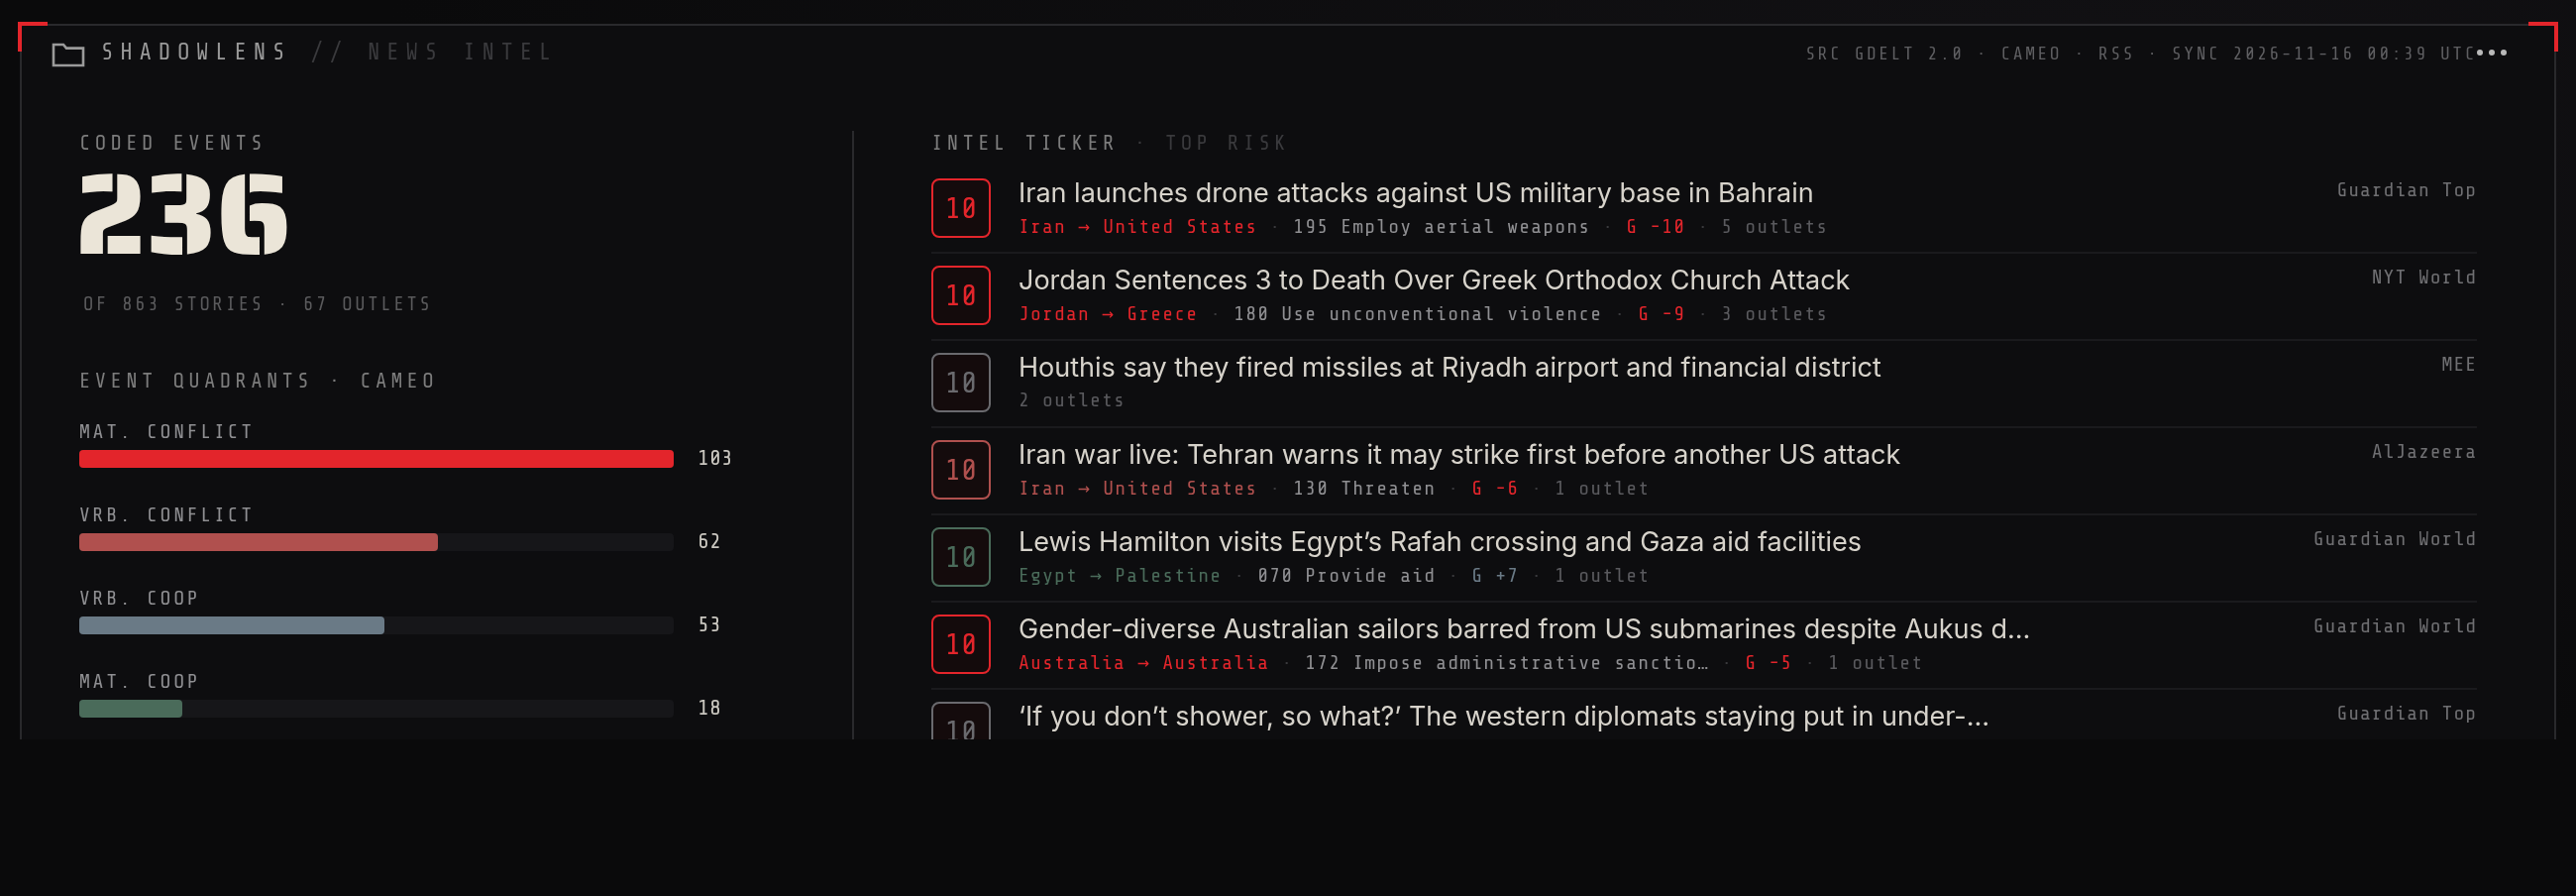 SHADOWLENS // NEWS INTEL
SRC GDELT 2.0 · CAMEO · RSS · SYNC 2026-11-16 00:39 UTC
CODED EVENTS
236
OF 863 STORIES · 67 OUTLETS
EVENT QUADRANTS · CAMEO
MAT. CONFLICT
103
VRB. CONFLICT
62
VRB. COOP
53
MAT. COOP
18
INTEL TICKER · TOP RISK
10
Iran launches drone attacks against US military base in Bahrain
Guardian Top
Iran → United States · 195 Employ aerial weapons · G -10 · 5 outlets
10
Jordan Sentences 3 to Death Over Greek Orthodox Church Attack
NYT World
Jordan → Greece · 180 Use unconventional violence · G -9 · 3 outlets
10
Houthis say they fired missiles at Riyadh airport and financial district
MEE
2 outlets
10
Iran war live: Tehran warns it may strike first before another US attack
AlJazeera
Iran → United States · 130 Threaten · G -6 · 1 outlet
10
Lewis Hamilton visits Egypt’s Rafah crossing and Gaza aid facilities
Guardian World
Egypt → Palestine · 070 Provide aid · G +7 · 1 outlet
10
Gender-diverse Australian sailors barred from US submarines despite Aukus d...
Guardian World
Australia → Australia · 172 Impose administrative sanctio… · G -5 · 1 outlet
10
‘If you don’t shower, so what?’ The western diplomats staying put in under-...
Guardian Top